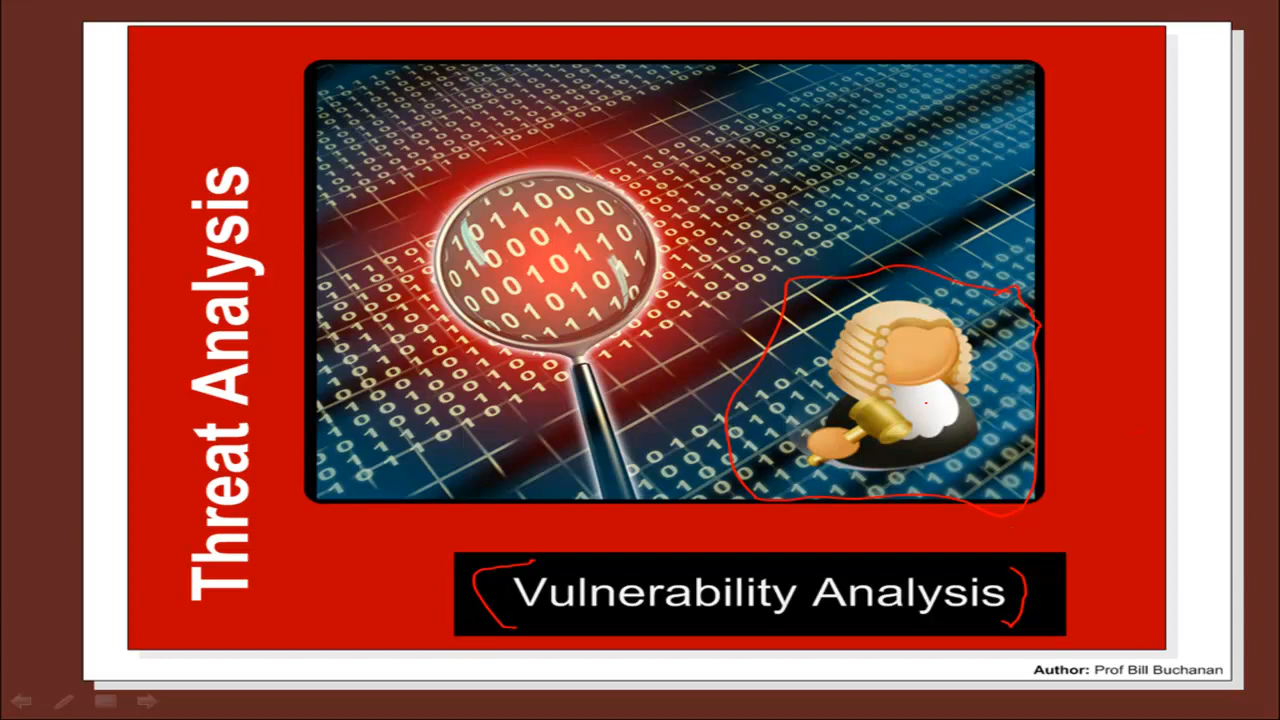 Threat Analysis
Vulnerability Analysis
Author: Prof Bill Buchanan